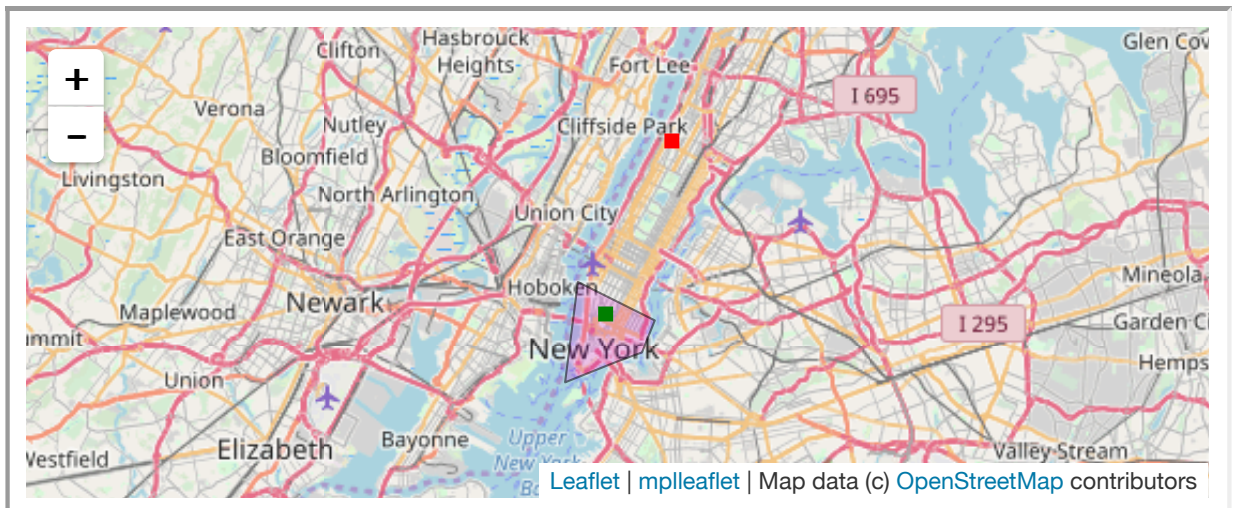 +
−
Clifton
Hasbrouck
Heights
Fort Lee
Glen Cov
I 695
Verona
Nutley
Cliffside Park
Bloomfield
Livingston
North Arlington
Union City
East Orange
Hoboken
Mineola
Newark
Maplewood
I 295
Garden Ci
ummit
New York
Hemps
Union
Elizabeth
Bayonne
Upper
New York
Ba
Valley Stream
Westfield
Leaflet | mplleaflet | Map data (c) OpenStreetMap contributors